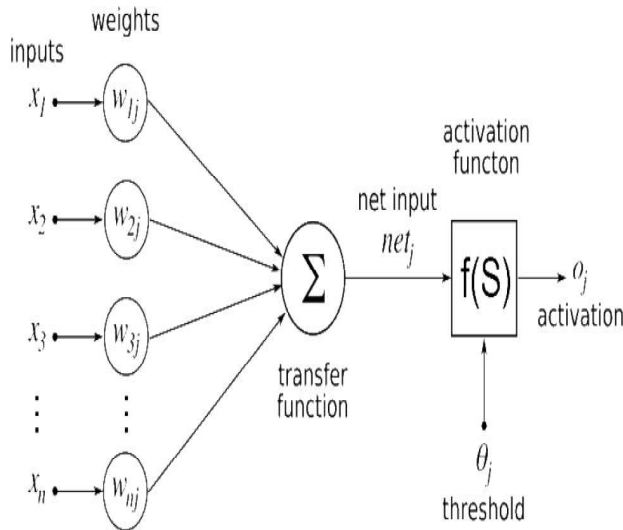 weights
inputs
x1
w1j
x2
w2j
x3
w3j
xn
wnj
Σ
transfer
function
net input
netj
activation
functon
f(S)
oj
activation
θj
threshold